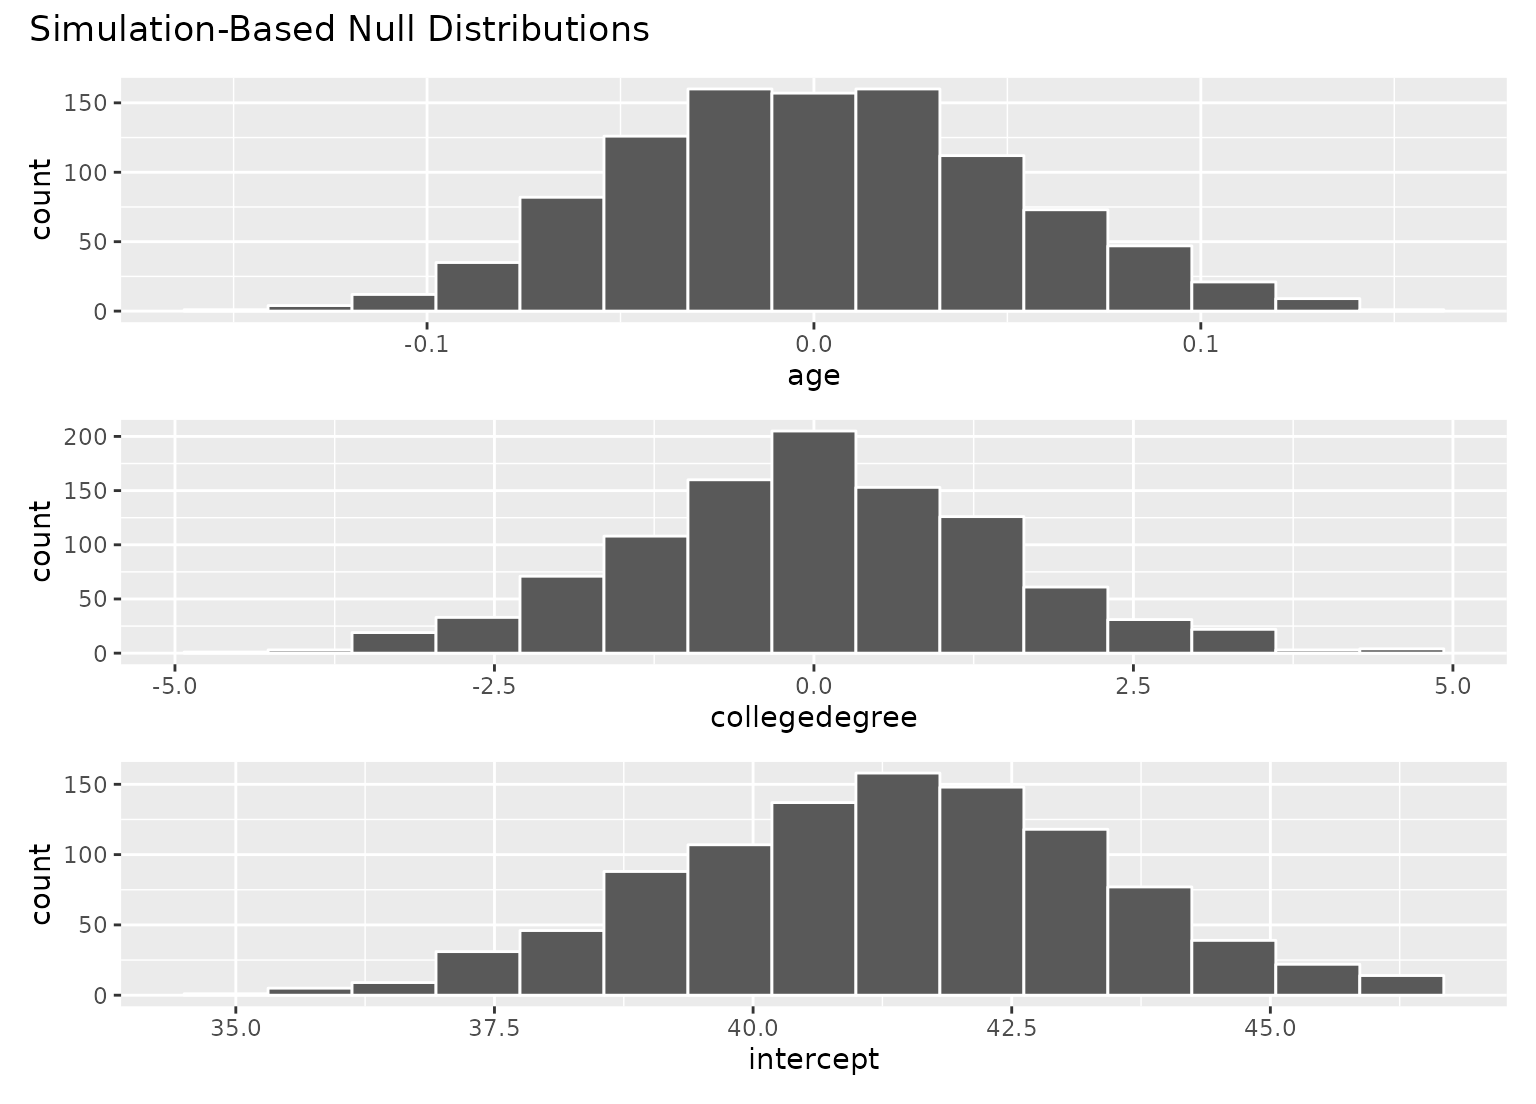 Simulation-Based Null Distributions
150
100
50
0
count
-0.1 0.0 0.1
age
200
150
100
50
0
count
-5.0 -2.5 0.0 2.5 5.0
collegedegree
150
100
50
0
count
35.0 37.5 40.0 42.5 45.0
intercept